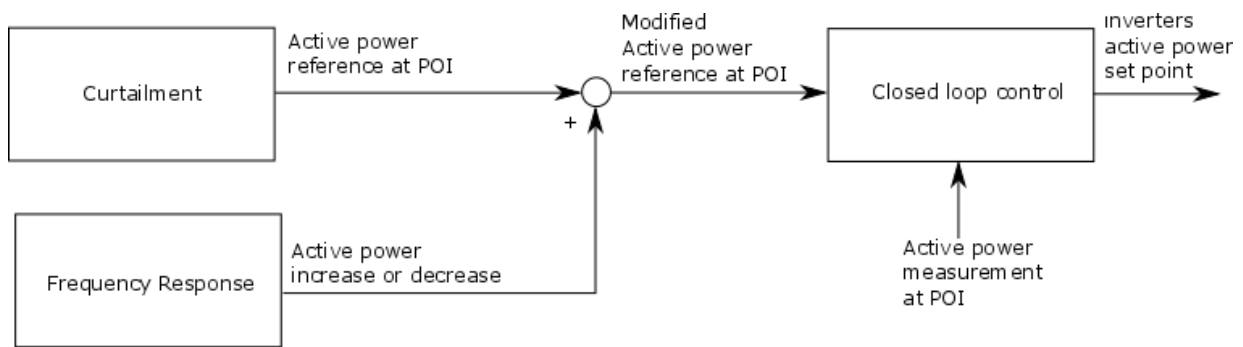 Curtailment
Active power
reference at POI
+
Modified
Active power
reference at POI
Closed loop control
Inverters
active power
set point
Frequency Response
Active power
increase or decrease
Active power
measurement
at POI